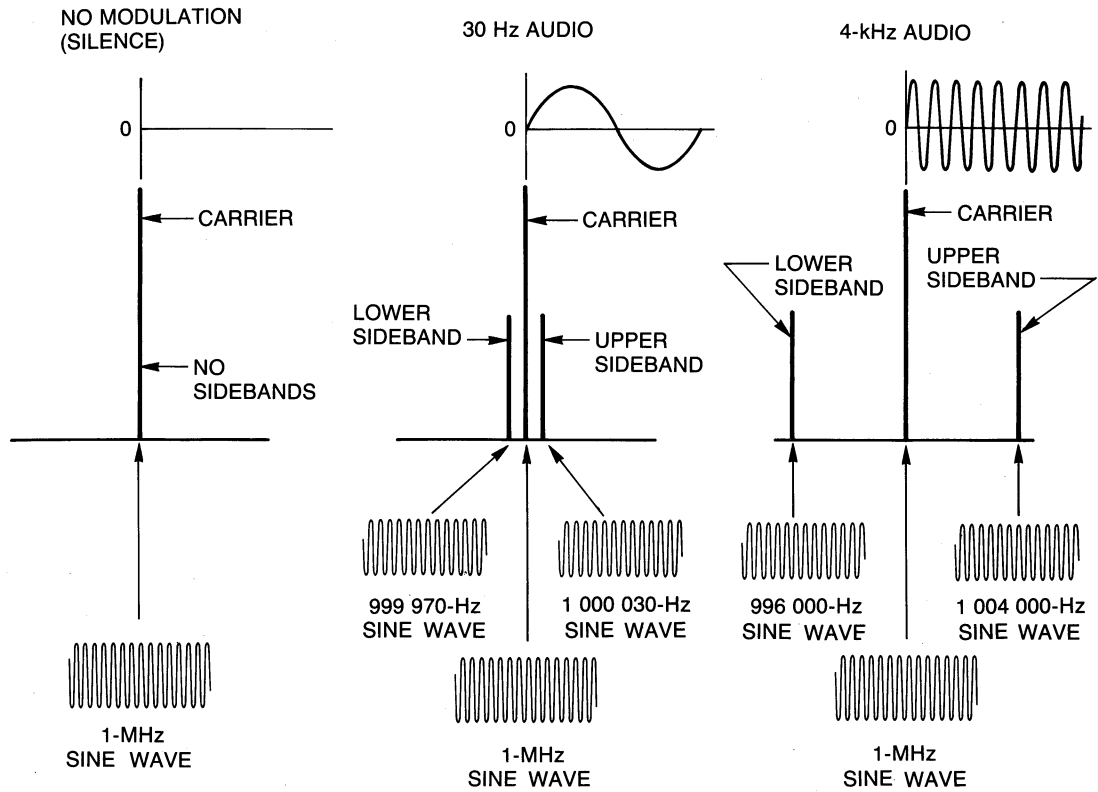 NO MODULATION
(SILENCE)
0
CARRIER
NO
SIDEBANDS
1-MHz
SINE WAVE
30 Hz AUDIO
0
CARRIER
LOWER
SIDEBAND
UPPER
SIDEBAND
999 970-Hz
SINE WAVE
1 000 030-Hz
SINE WAVE
1-MHz
SINE WAVE
4-kHz AUDIO
0
CARRIER
LOWER
SIDEBAND
UPPER
SIDEBAND
996 000-Hz
SINE WAVE
1 004 000-Hz
SINE WAVE
1-MHz
SINE WAVE